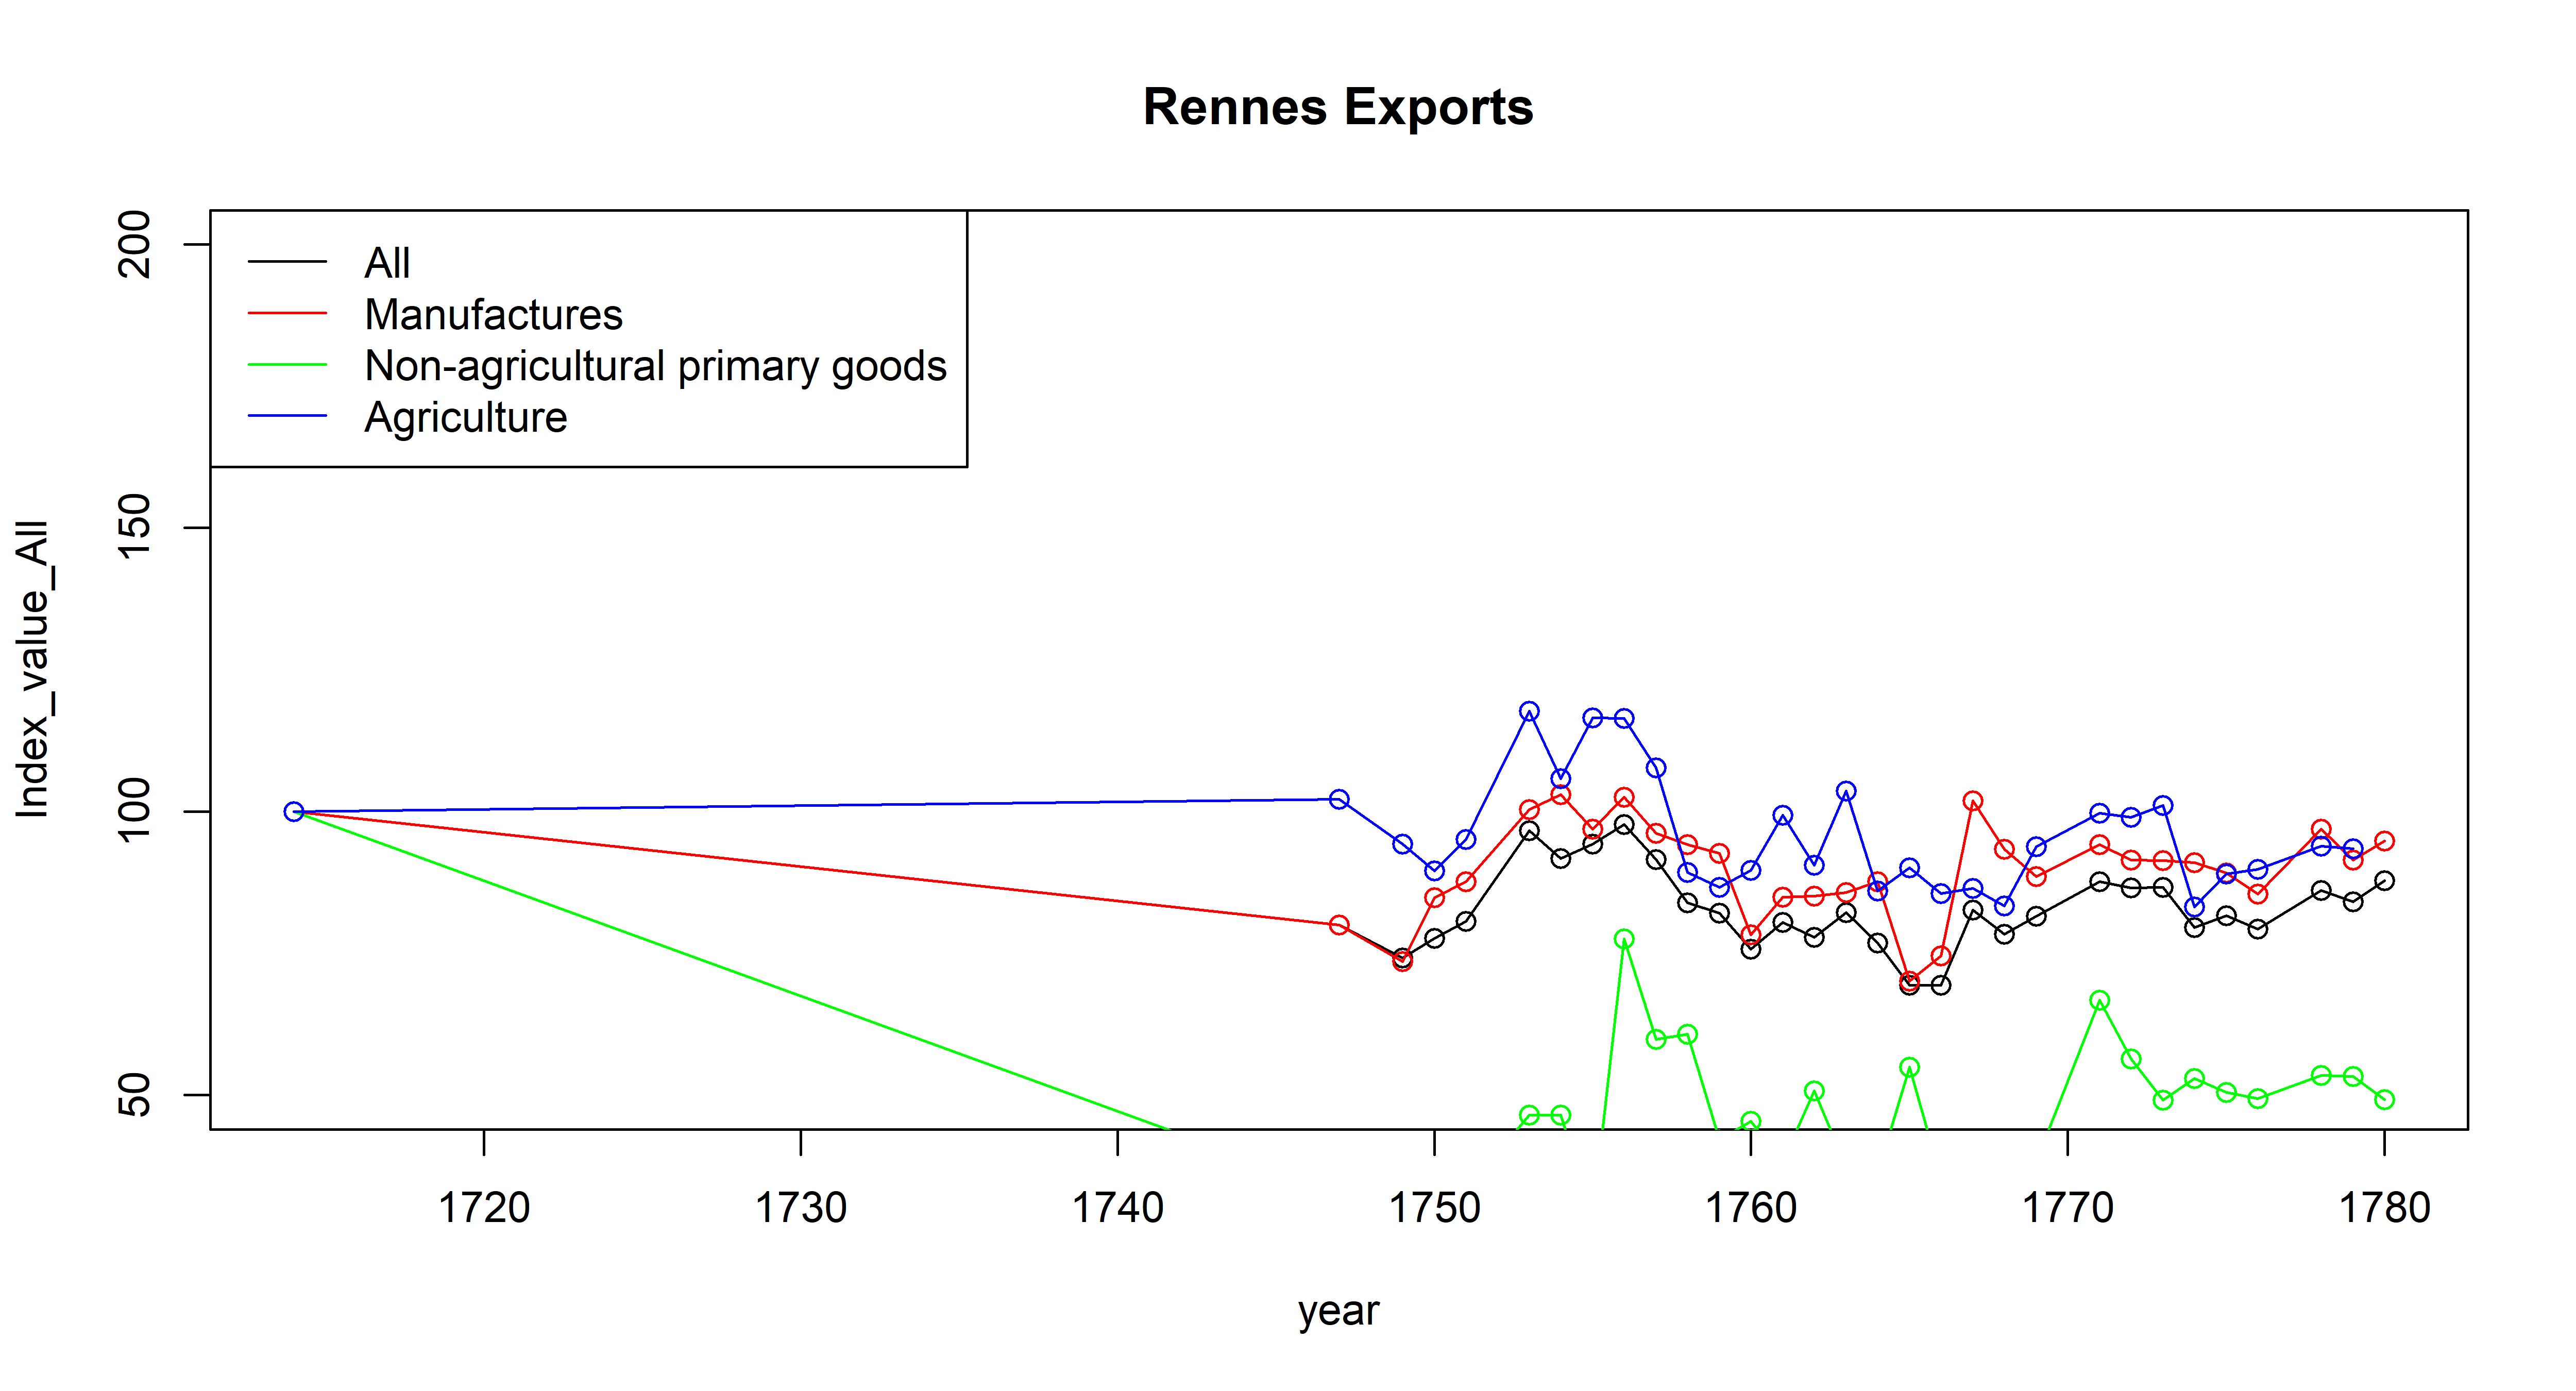 Rennes Exports
All
Manufactures
Non-agricultural primary goods
Agriculture
Index_value_All
200
150
100
50
1720 1730 1740 1750 1760 1770 1780
year